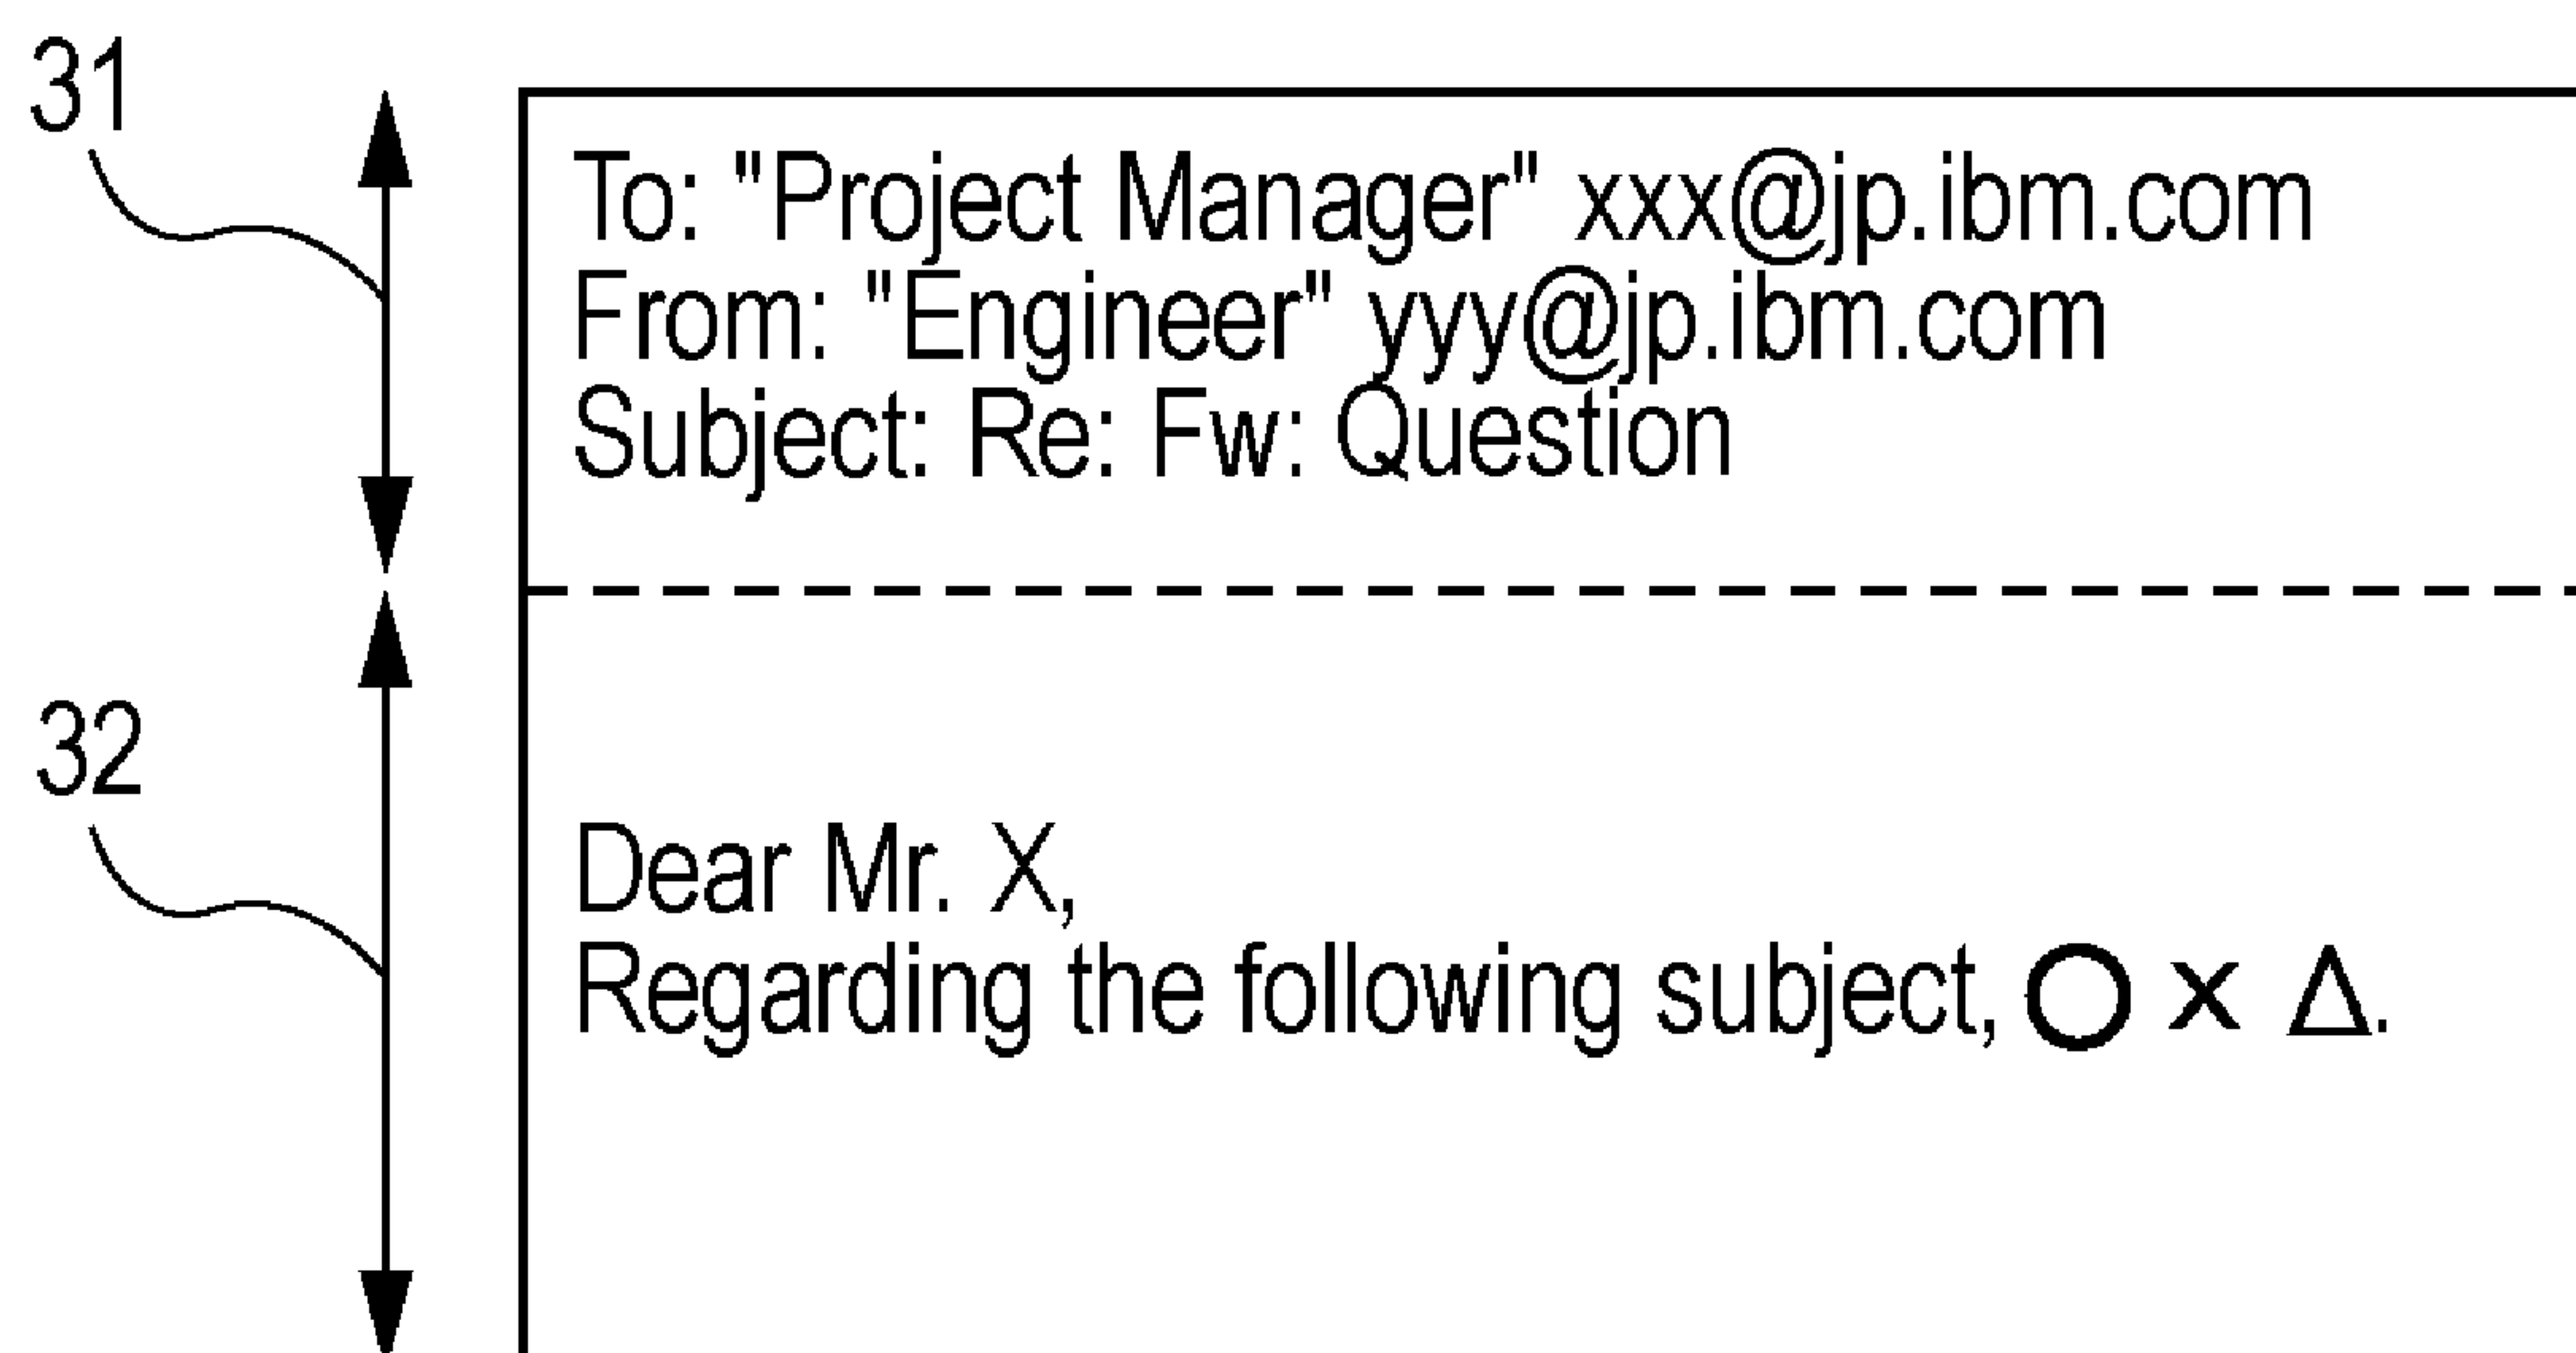 31
To: "Project Manager" xxx@jp.ibm.com
From: "Engineer" yyy@jp.ibm.com
Subject: Re: Fw: Question
32
Dear Mr. X,
Regarding the following subject, ○ × △.